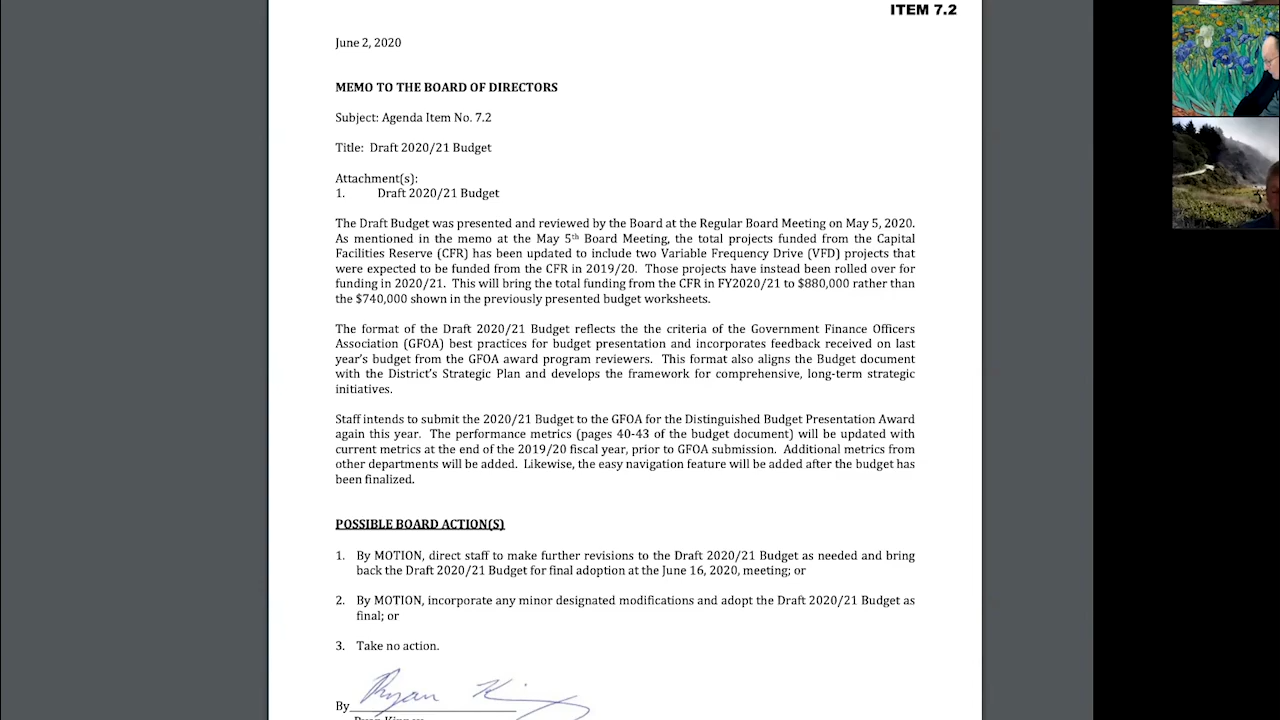 ITEM 7.2
June 2, 2020
MEMO TO THE BOARD OF DIRECTORS
Subject: Agenda Item No. 7.2
Title: Draft 2020/21 Budget
Attachment(s):
1. Draft 2020/21 Budget
The Draft Budget was presented and reviewed by the Board at the Regular Board Meeting on May 5, 2020.
As mentioned in the memo at the May 5th Board Meeting, the total projects funded from the Capital
Facilities Reserve (CFR) has been updated to include two Variable Frequency Drive (VFD) projects that
were expected to be funded from the CFR in 2019/20. Those projects have instead been rolled over for
funding in 2020/21. This will bring the total funding from the CFR in FY2020/21 to $880,000 rather than
the $740,000 shown in the previously presented budget worksheets.
The format of the Draft 2020/21 Budget reflects the the criteria of the Government Finance Officers
Association (GFOA) best practices for budget presentation and incorporates feedback received on last
year's budget from the GFOA award program reviewers. This format also aligns the Budget document
with the District's Strategic Plan and develops the framework for comprehensive, long-term strategic
initiatives.
Staff intends to submit the 2020/21 Budget to the GFOA for the Distinguished Budget Presentation Award
again this year. The performance metrics (pages 40-43 of the budget document) will be updated with
current metrics at the end of the 2019/20 fiscal year, prior to GFOA submission. Additional metrics from
other departments will be added. Likewise, the easy navigation feature will be added after the budget has
been finalized.
POSSIBLE BOARD ACTION(S)
1. By MOTION, direct staff to make further revisions to the Draft 2020/21 Budget as needed and bring
back the Draft 2020/21 Budget for final adoption at the June 16, 2020, meeting; or
2. By MOTION, incorporate any minor designated modifications and adopt the Draft 2020/21 Budget as
final; or
3. Take no action.
By Ryan